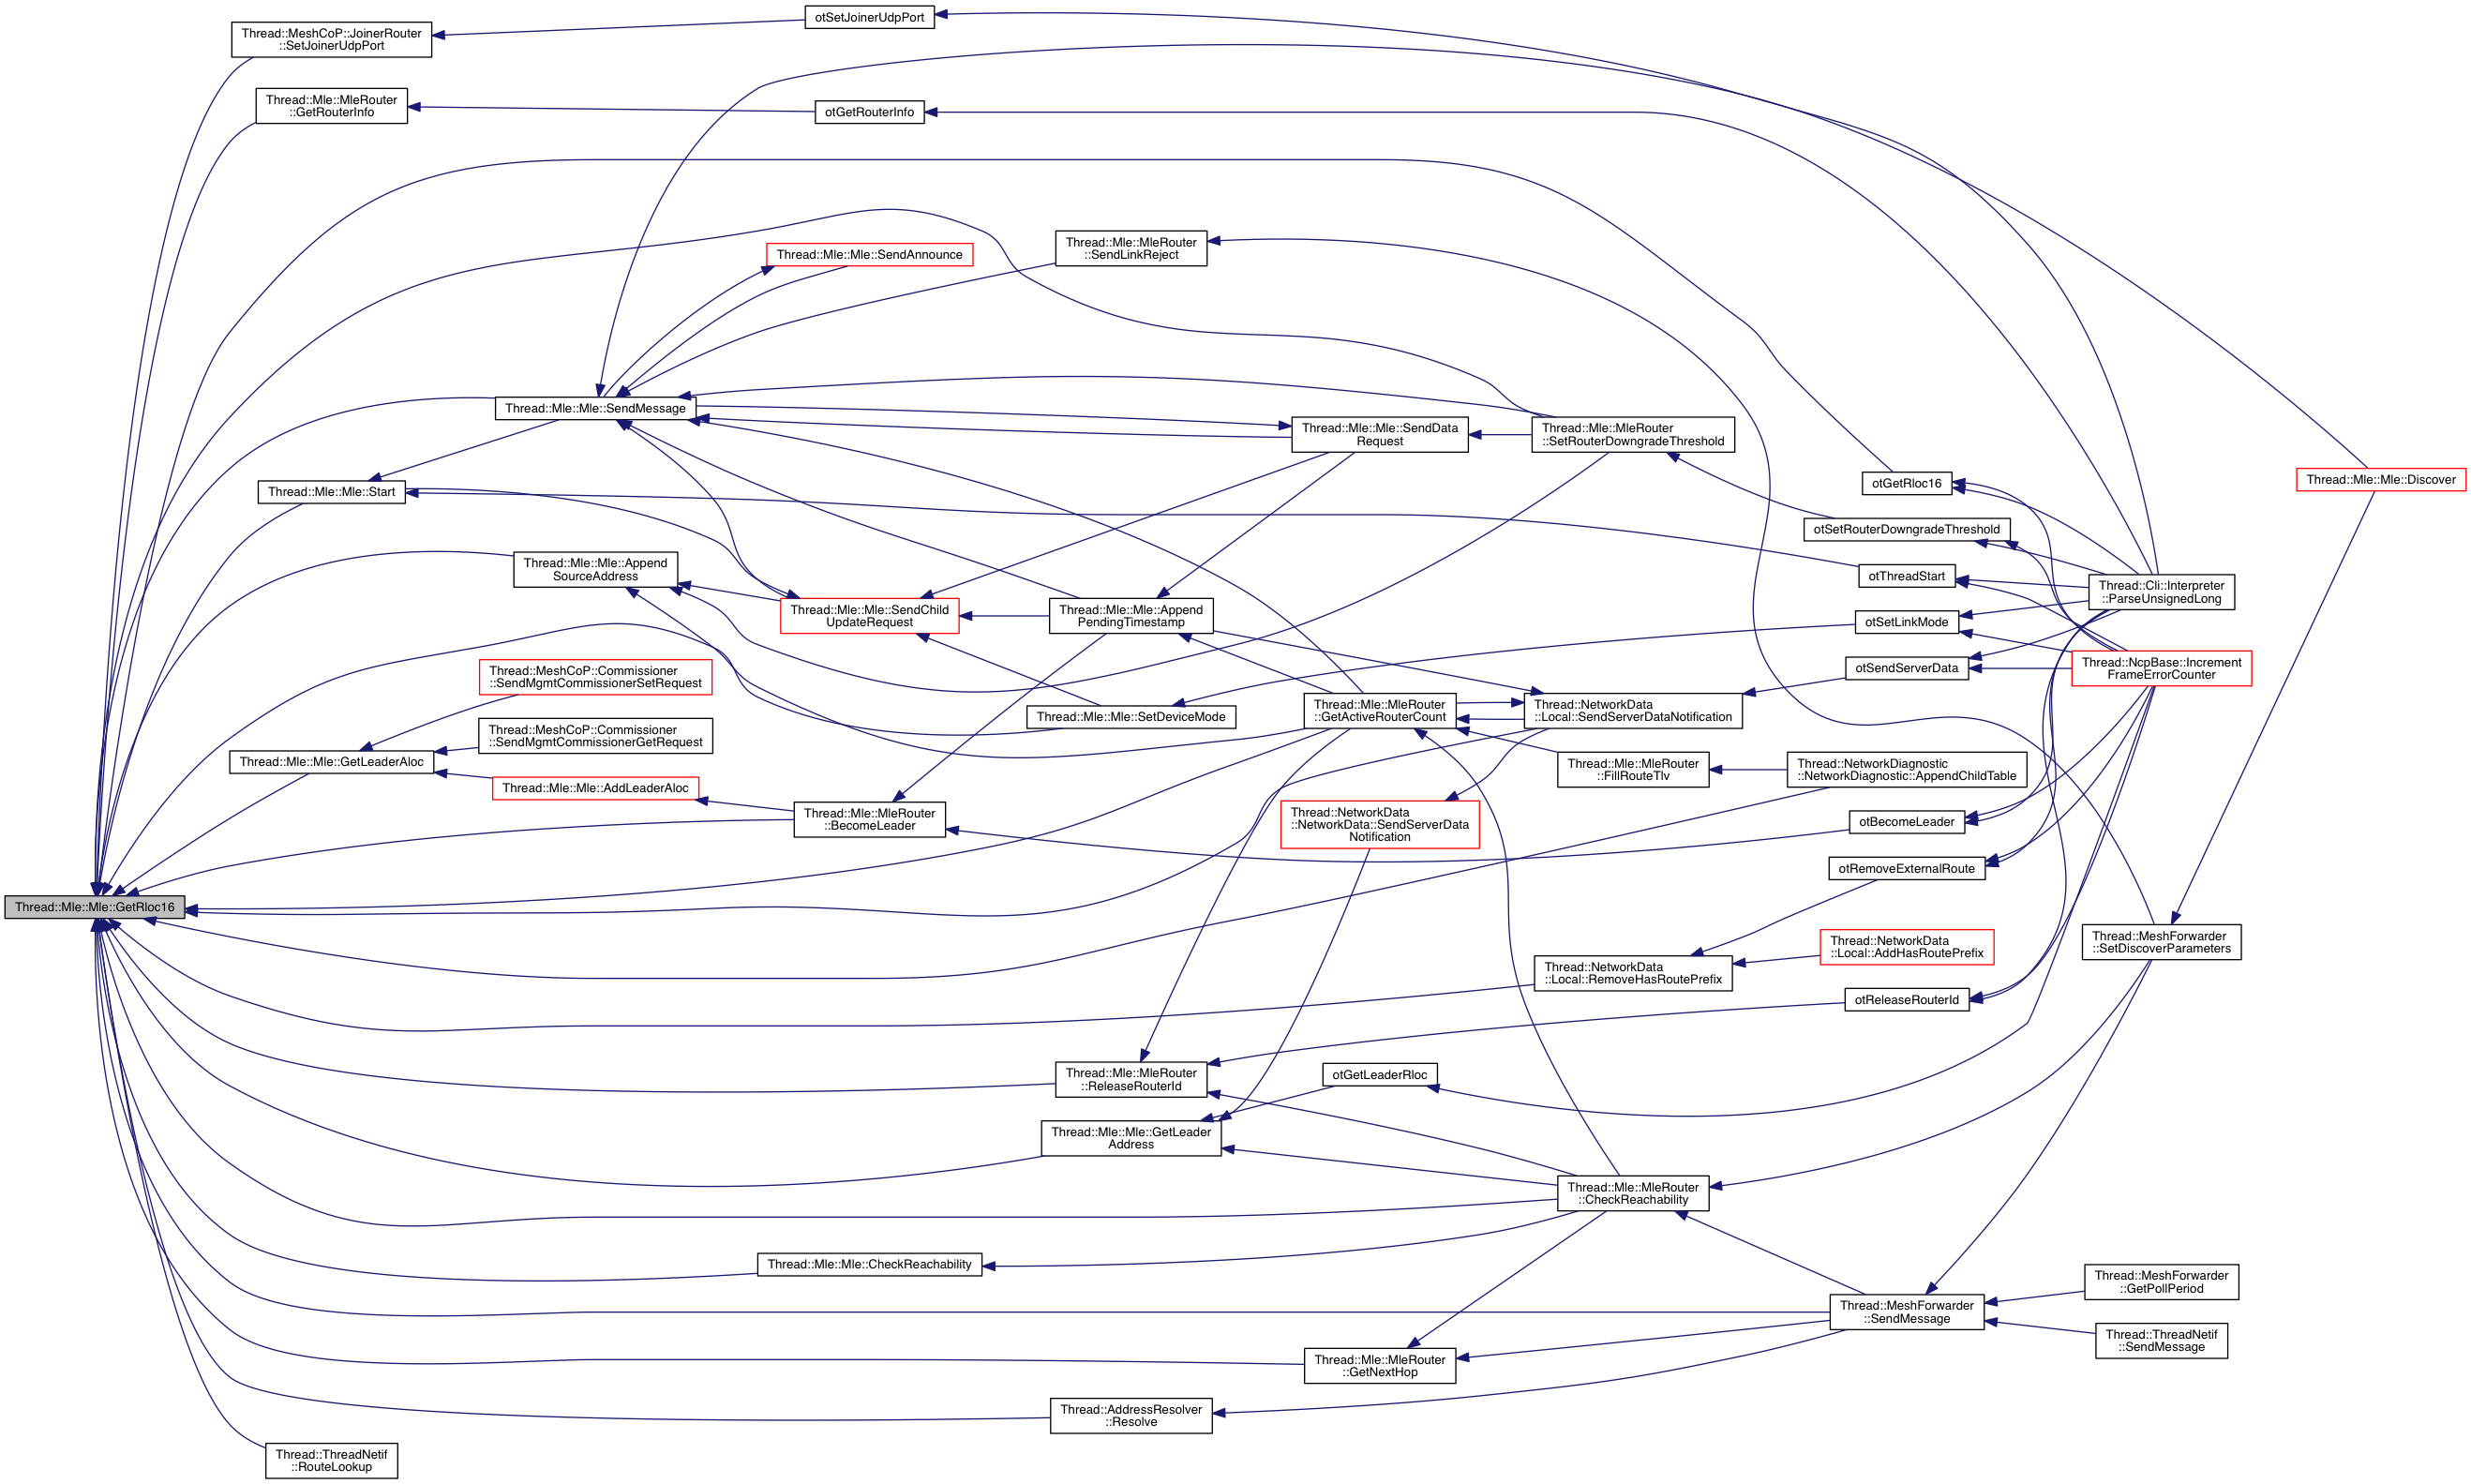 otSetJoinerUdpPort
Thread::MeshCoP::JoinerRouter
::SetJoinerUdpPort
Thread::Mle::MleRouter
::GetRouterInfo
otGetRouterInfo
Thread::Mle::MleRouter
::SendLinkReject
Thread::Mle::Mle::SendAnnounce
Thread::Mle::Mle::SendMessage
Thread::Mle::Mle::SendData
Request
Thread::Mle::MleRouter
::SetRouterDowngradeThreshold
otGetRloc16
Thread::Mle::Mle::Discover
Thread::Mle::Mle::Start
otSetRouterDowngradeThreshold
Thread::Mle::Mle::Append
SourceAddress
otThreadStart
Thread::Cli::Interpreter
::ParseUnsignedLong
Thread::Mle::Mle::SendChild
UpdateRequest
Thread::Mle::Mle::Append
PendingTimestamp
otSetLinkMode
Thread::MeshCoP::Commissioner
::SendMgmtCommissionerSetRequest
otSendServerData
Thread::NcpBase::Increment
FrameErrorCounter
Thread::Mle::Mle::SetDeviceMode
Thread::Mle::MleRouter
::GetActiveRouterCount
Thread::NetworkData
::Local::SendServerDataNotification
Thread::MeshCoP::Commissioner
::SendMgmtCommissionerGetRequest
Thread::Mle::Mle::GetLeaderAloc
Thread::Mle::MleRouter
::FillRouteTlv
Thread::NetworkDiagnostic
::NetworkDiagnostic::AppendChildTable
Thread::Mle::Mle::AddLeaderAloc
Thread::Mle::MleRouter
::BecomeLeader
Thread::NetworkData
::NetworkData::SendServerData
Notification
otBecomeLeader
otRemoveExternalRoute
Thread::Mle::Mle::GetRloc16
Thread::NetworkData
::Local::AddHasRoutePrefix
Thread::MeshForwarder
::SetDiscoverParameters
Thread::NetworkData
::Local::RemoveHasRoutePrefix
otReleaseRouterId
Thread::Mle::MleRouter
::ReleaseRouterId
otGetLeaderRloc
Thread::Mle::Mle::GetLeader
Address
Thread::Mle::MleRouter
::CheckReachability
Thread::Mle::Mle::CheckReachability
Thread::MeshForwarder
::GetPollPeriod
Thread::MeshForwarder
::SendMessage
Thread::ThreadNetif
::SendMessage
Thread::Mle::MleRouter
::GetNextHop
Thread::AddressResolver
::Resolve
Thread::ThreadNetif
::RouteLookup